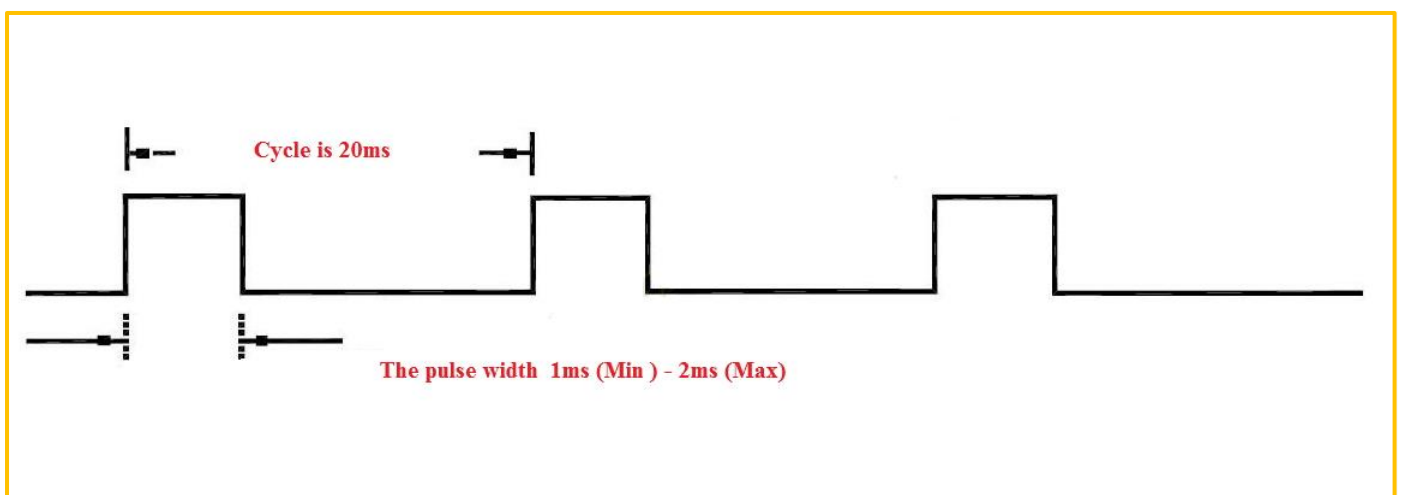 Cycle is 20ms
The pulse width 1ms (Min ) - 2ms (Max)